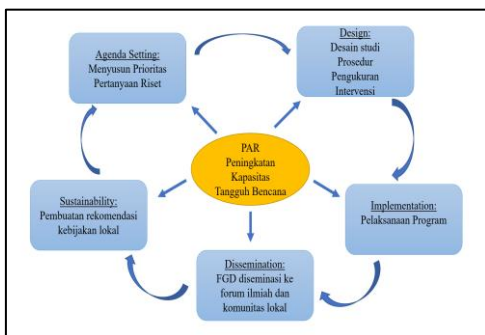 Agenda Setting:
Menyusun Prioritas
Pertanyaan Riset
Design:
Desain studi
Prosedur
Pengukuran
Intervensi
PAR
Peningkatan
Kapasitas
Tangguh Bencana
Sustainability:
Pembuatan rekomendasi
kebijakan lokal
Implementation:
Pelaksanaan Program
Dissemination:
FGD diseminasi ke
forum ilmiah dan
komunitas lokal